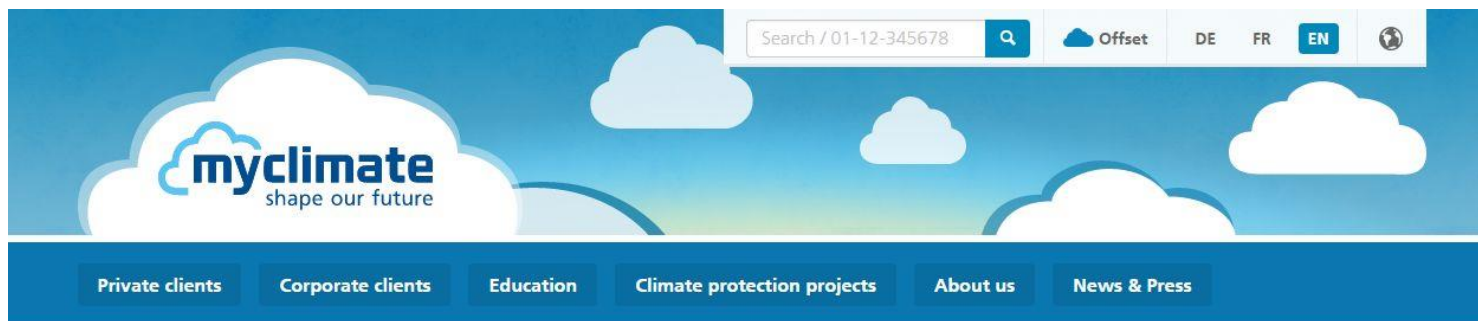 Search / 01-12-345678 Offset DE FR EN
myclimate
shape our future
Private clients Corporate clients Education Climate protection projects About us News & Press